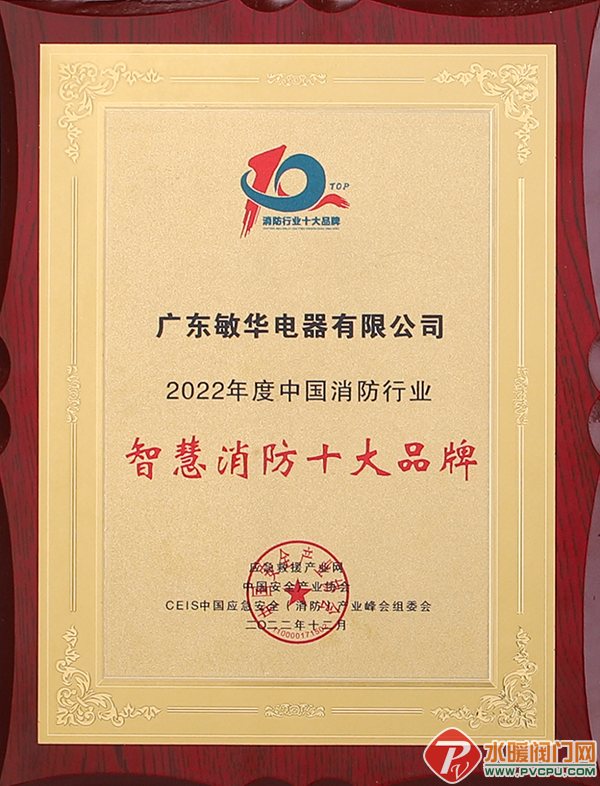 10
TOP
消防行业十大品牌
广东敏华电器有限公司
2022年度中国消防行业
智慧消防十大品牌
应急救援产业网
中国安全产业协会
CEIS中国应急安全(消防)产业峰会组委会
二〇二二年十二月
水暖阀门网
www.PVCPU.com